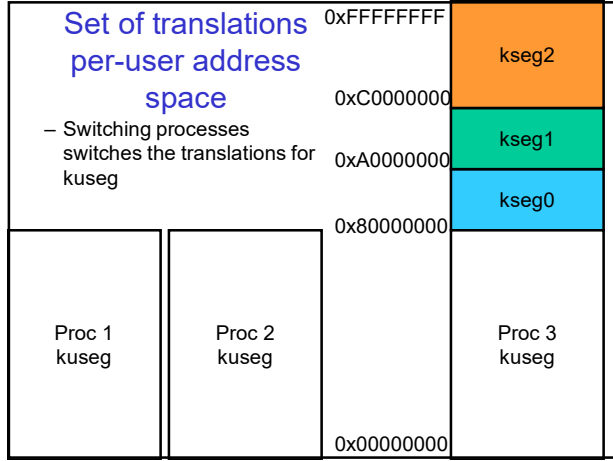 Set of translations
per-user address
space
– Switching processes
switches the translations for
kuseg
0xFFFFFFFF
kseg2
0xC0000000
kseg1
0xA0000000
kseg0
0x80000000
Proc 1
kuseg
Proc 2
kuseg
Proc 3
kuseg
0x00000000